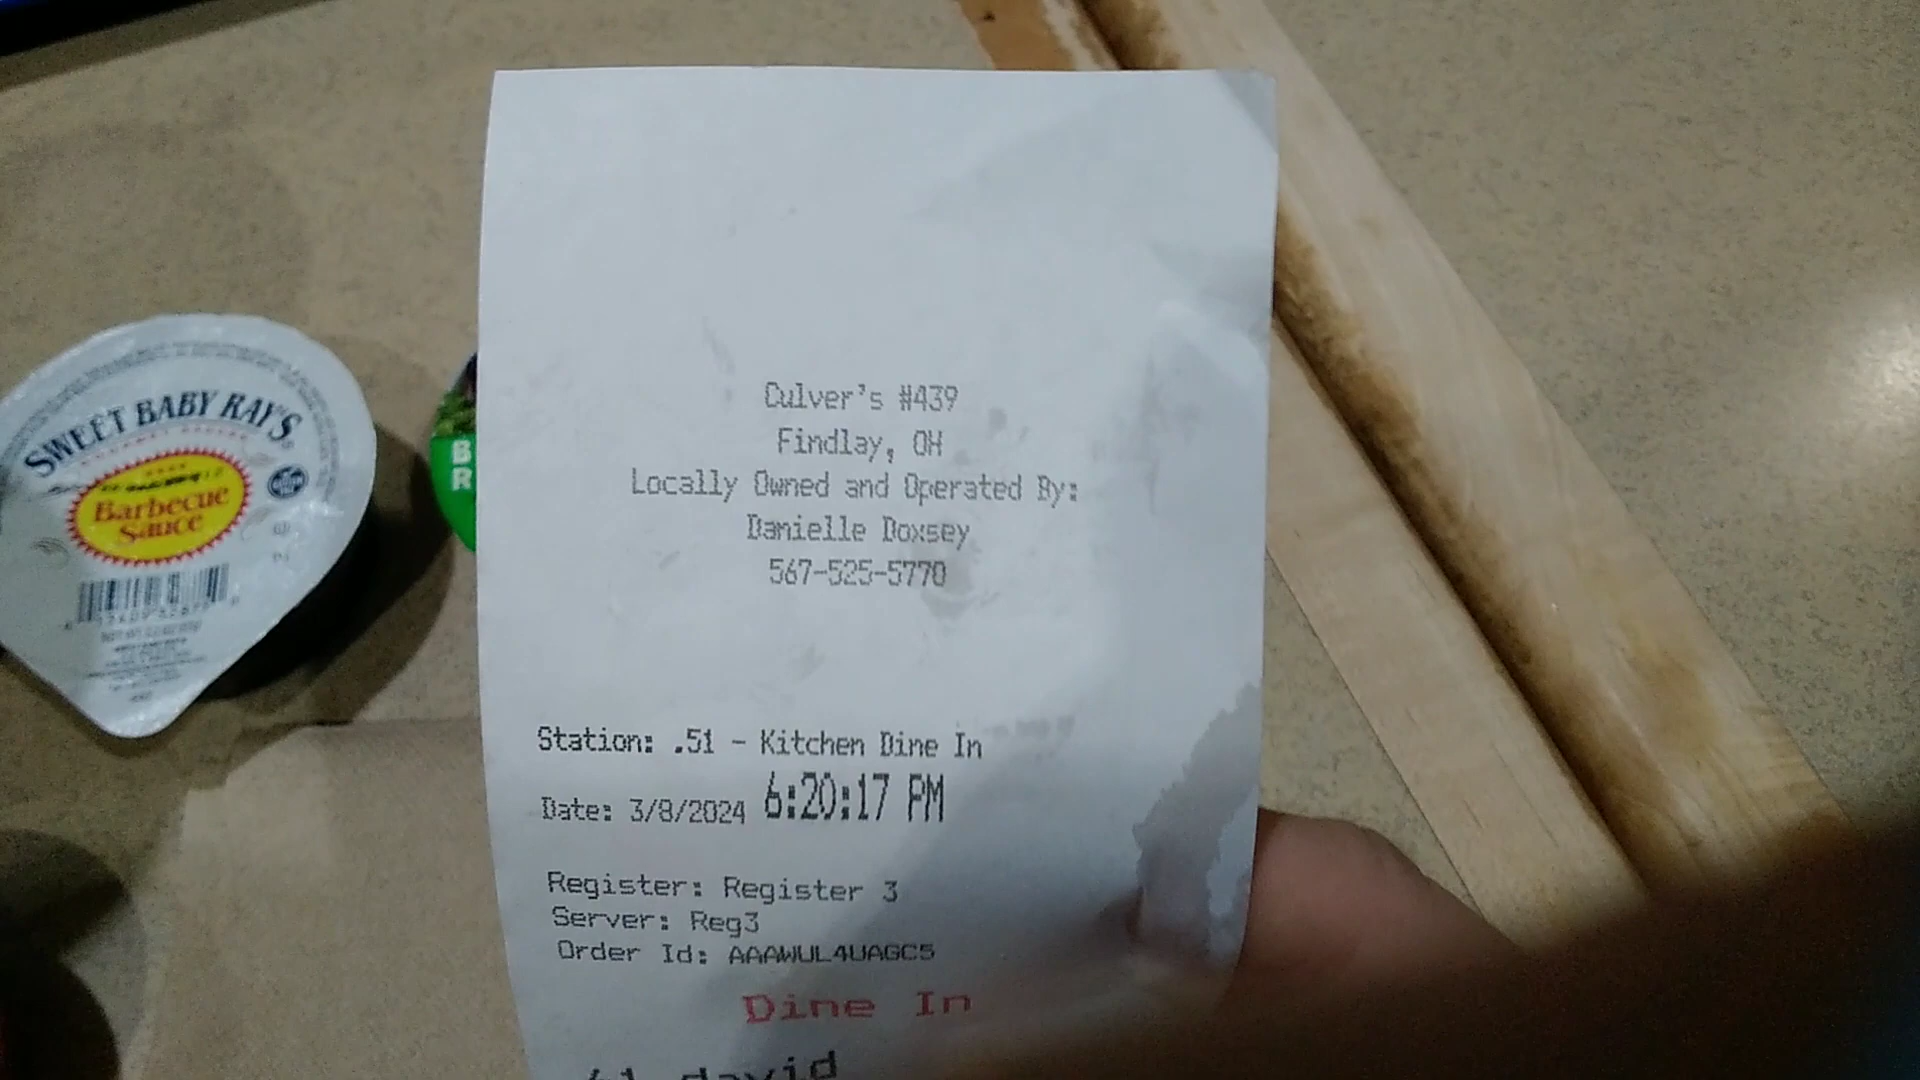 Culver's #439
Findlay, OH
Locally Owned and Operated By:
Danielle Doxsey
567-525-5770
Station: .51 - Kitchen Dine In
Date: 3/8/2024 6:20:17 PM
Register: Register 3
Server: Reg3
Order Id: AAAWUL4UAGC5
Dine In
david
SWEET BABY RAY'S
Barbecue
Sauce
B
R